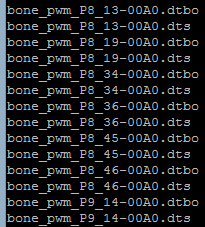 bone_pwm_P8_13-00A0.dtbo
bone_pwm_P8_13-00A0.dts
bone_pwm_P8_19-00A0.dtbo
bone_pwm_P8_19-00A0.dts
bone_pwm_P8_34-00A0.dtbo
bone_pwm_P8_34-00A0.dts
bone_pwm_P8_36-00A0.dtbo
bone_pwm_P8_36-00A0.dts
bone_pwm_P8_45-00A0.dtbo
bone_pwm_P8_45-00A0.dts
bone_pwm_P8_46-00A0.dtbo
bone_pwm_P8_46-00A0.dts
bone_pwm_P9_14-00A0.dtbo
bone_pwm_P9_14-00A0.dts